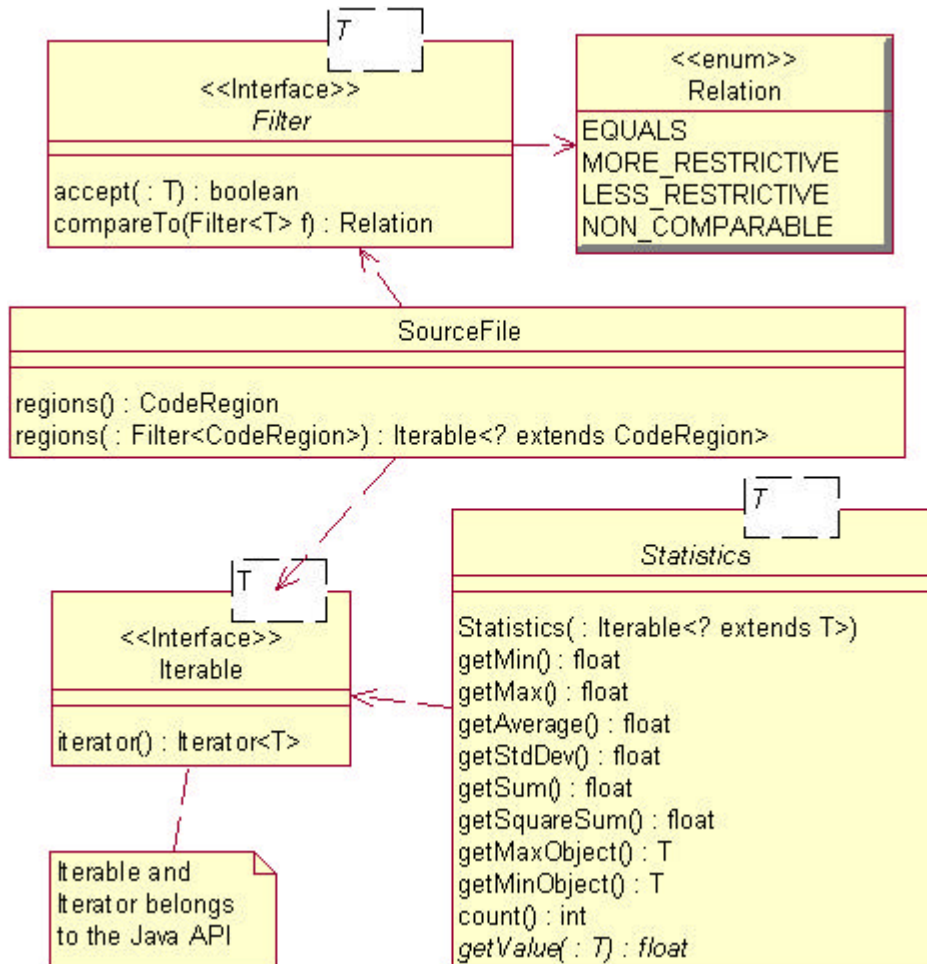 T
<<Interface>>
Filter
accept( : T) : boolean
compareTo(Filter<T> f) : Relation
<<enum>>
Relation
EQUALS
MORE_RESTRICTIVE
LESS_RESTRICTIVE
NON_COMPARABLE
SourceFile
regions() : CodeRegion
regions( : Filter<CodeRegion>) : Iterable<? extends CodeRegion>
T
<<Interface>>
Iterable
iterator() : Iterator<T>
Iterable and
Iterator belongs
to the Java API
T
Statistics
Statistics( : Iterable<? extends T>)
getMin() : float
getMax() : float
getAverage() : float
getStdDev() : float
getSum() : float
getSquareSum() : float
getMaxObject() : T
getMinObject() : T
count() : int
getValue( : T) : float